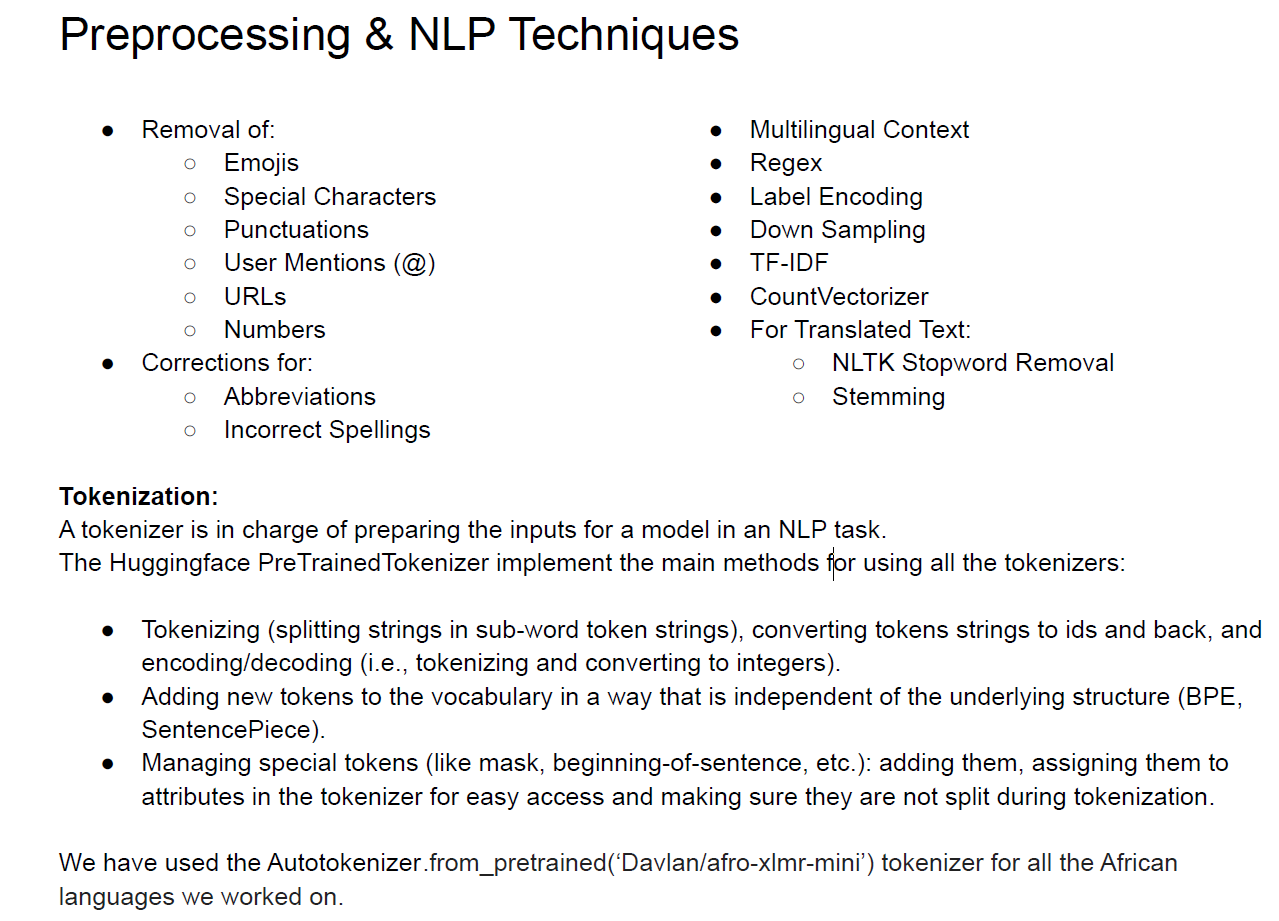 Preprocessing & NLP Techniques
● Removal of:
○ Emojis
○ Special Characters
○ Punctuations
○ User Mentions (@)
○ URLs
○ Numbers
● Corrections for:
○ Abbreviations
○ Incorrect Spellings
● Multilingual Context
● Regex
● Label Encoding
● Down Sampling
● TF-IDF
● CountVectorizer
● For Translated Text:
○ NLTK Stopword Removal
○ Stemming
Tokenization:
A tokenizer is in charge of preparing the inputs for a model in an NLP task.
The Huggingface PreTrainedTokenizer implement the main methods for using all the tokenizers:
● Tokenizing (splitting strings in sub-word token strings), converting tokens strings to ids and back, and
encoding/decoding (i.e., tokenizing and converting to integers).
● Adding new tokens to the vocabulary in a way that is independent of the underlying structure (BPE,
SentencePiece).
● Managing special tokens (like mask, beginning-of-sentence, etc.): adding them, assigning them to
attributes in the tokenizer for easy access and making sure they are not split during tokenization.
We have used the Autotokenizer.from_pretrained(‘Davlan/afro-xlmr-mini’) tokenizer for all the African
languages we worked on.